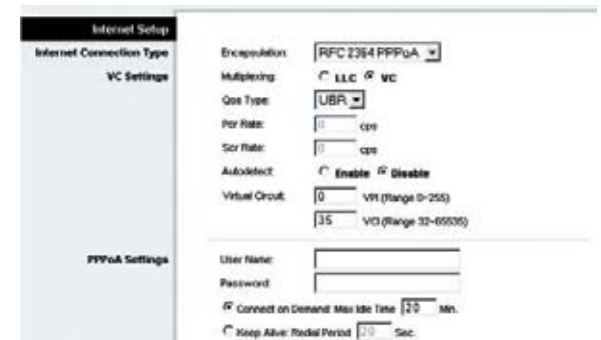 Internet Setup
Internet Connection Type
Encapsulation: RFC 2364 PPPoA
VC Settings
Multiplexing: LLC VC
Qos Type: UBR
Pcr Rate: 0 cps
Scr Rate: 0 cps
Autodetect: Enable Disable
Virtual Circuit: 0 VPI (Range 0~255)
35 VCI (Range 32~65535)
PPPoA Settings
User Name:
Password:
Connect on Demand: Max Idle Time 20 Min.
Keep Alive: Redial Period 20 Sec.